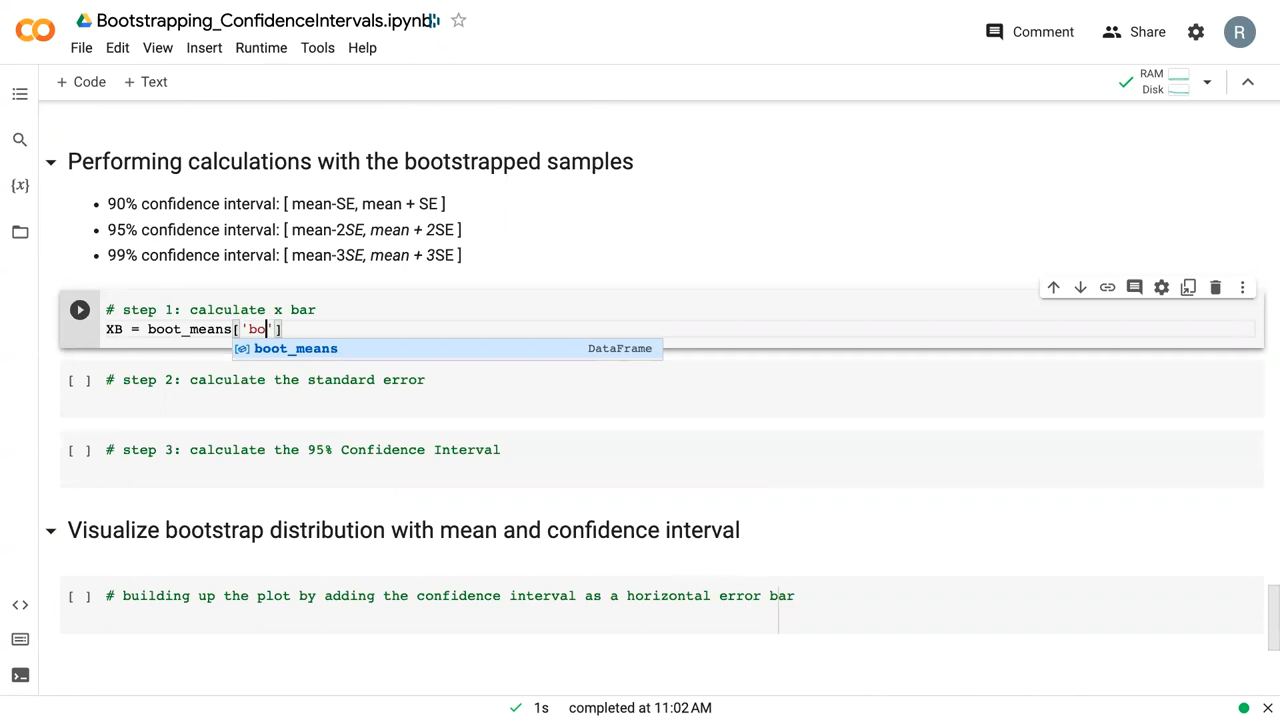 Bootstrapping_ConfidenceIntervals.ipynb
File Edit View Insert Runtime Tools Help
Comment Share R
+ Code + Text
RAM
Disk
Performing calculations with the bootstrapped samples
• 90% confidence interval: [ mean-SE, mean + SE ]
• 95% confidence interval: [ mean-2SE, mean + 2SE ]
• 99% confidence interval: [ mean-3SE, mean + 3SE ]
# step 1: calculate x bar
XB = boot_means['bo']
boot_means DataFrame
[ ] # step 2: calculate the standard error
[ ] # step 3: calculate the 95% Confidence Interval
Visualize bootstrap distribution with mean and confidence interval
[ ] # building up the plot by adding the confidence interval as a horizontal error bar
1s completed at 11:02 AM